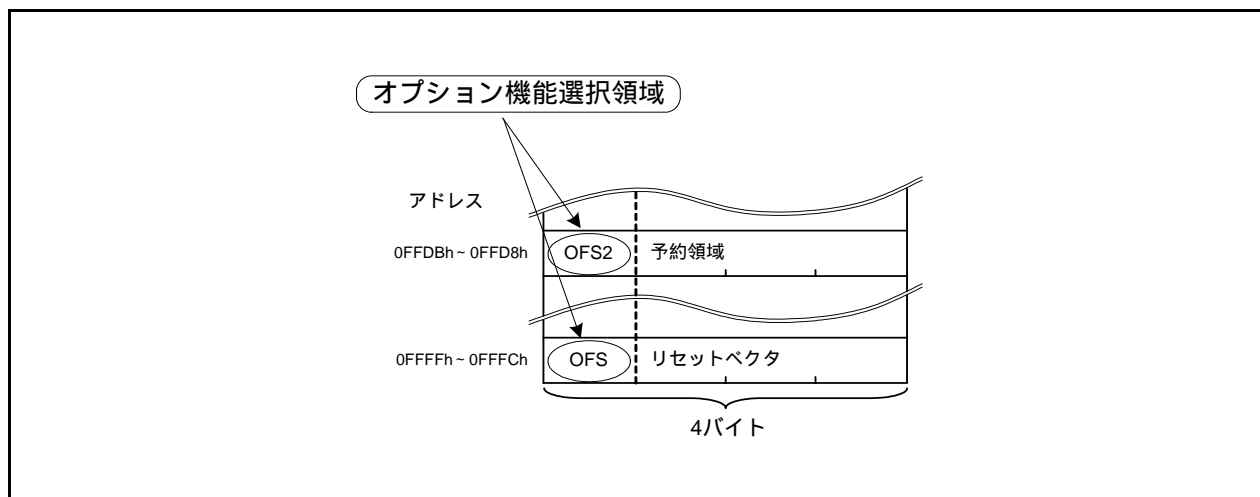 オプション機能選択領域
アドレス
0FFDBh~0FFD8h OFS2 予約領域
0FFFFh~0FFFCh OFS リセットベクタ
4バイト